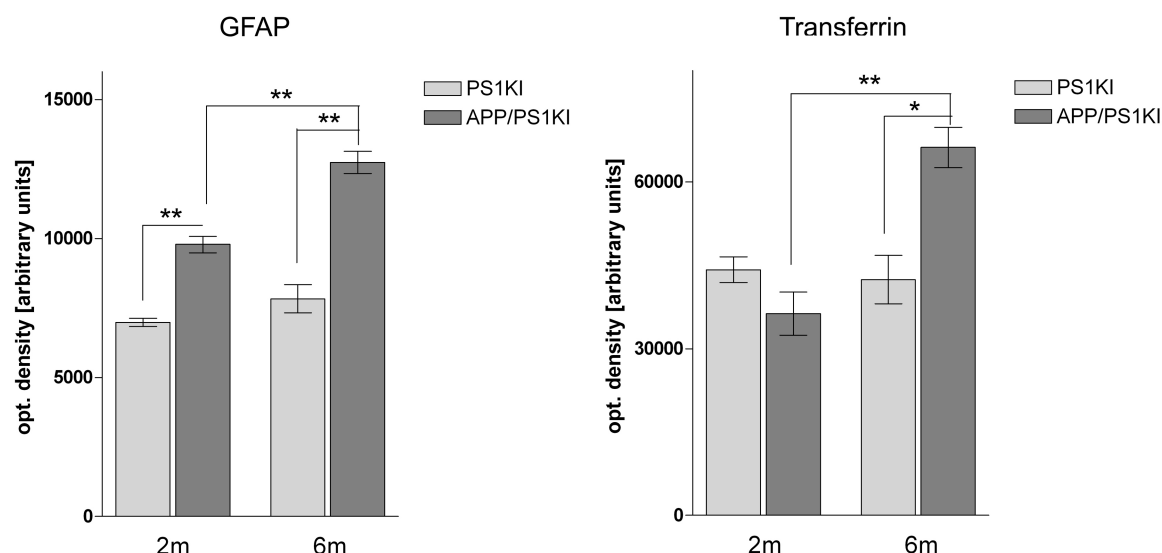 GFAP
opt. density [arbitrary units]
15000
10000
5000
0
**
**
**
2m
6m
PS1KI
APP/PS1KI
Transferrin
opt. density [arbitrary units]
60000
30000
0
**
*
2m
6m
PS1KI
APP/PS1KI